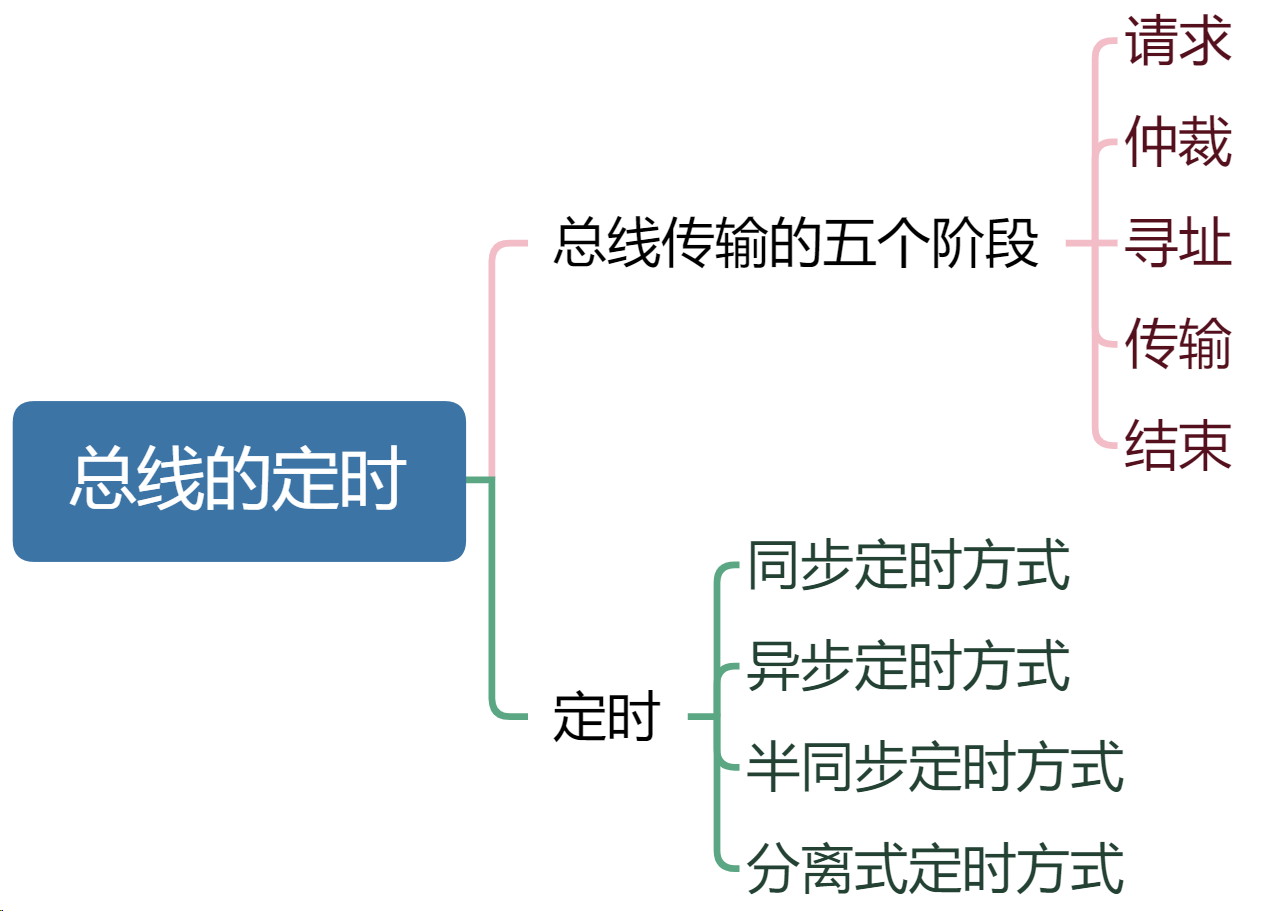 总线的定时
总线传输的五个阶段
请求
仲裁
寻址
传输
结束
定时
同步定时方式
异步定时方式
半同步定时方式
分离式定时方式